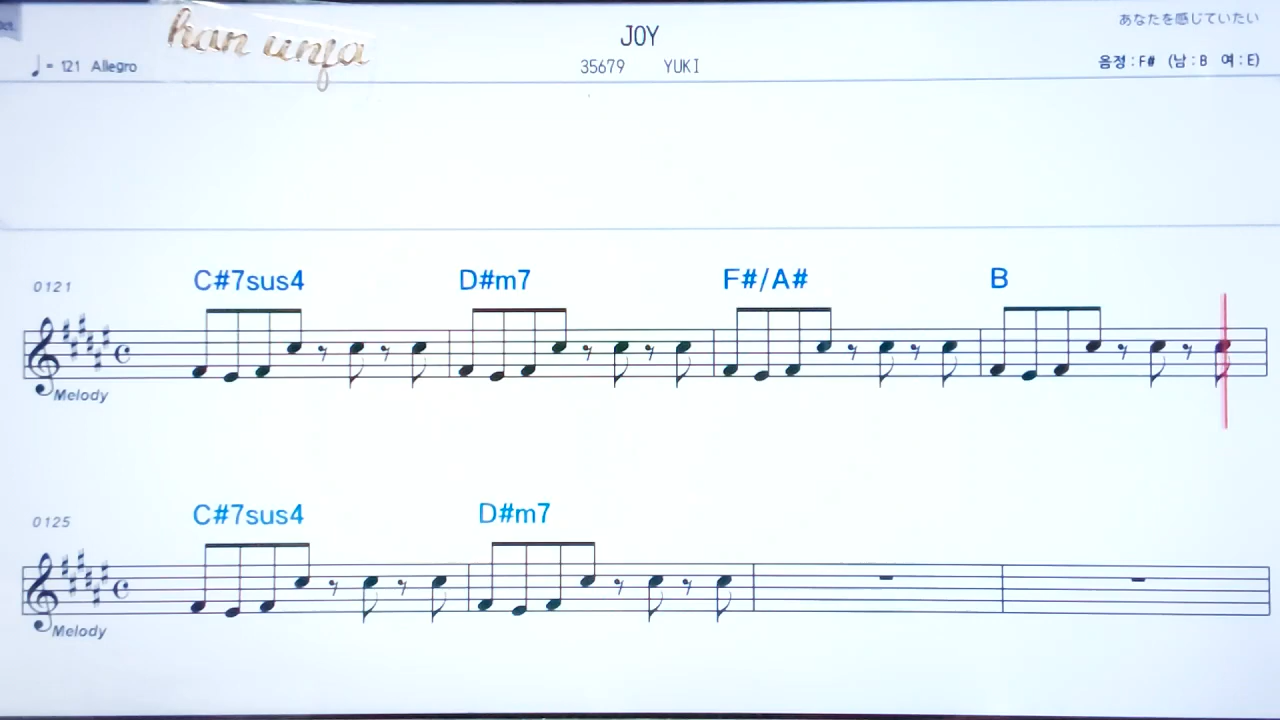 han unfa
JOY
あなたを感じていたい
♩= 121 Allegro
35679 YUKI
음정 : F# (남 : B 여 : E)
0121
C#7sus4 D#m7 F#/A# B
Melody
0125
C#7sus4 D#m7
Melody